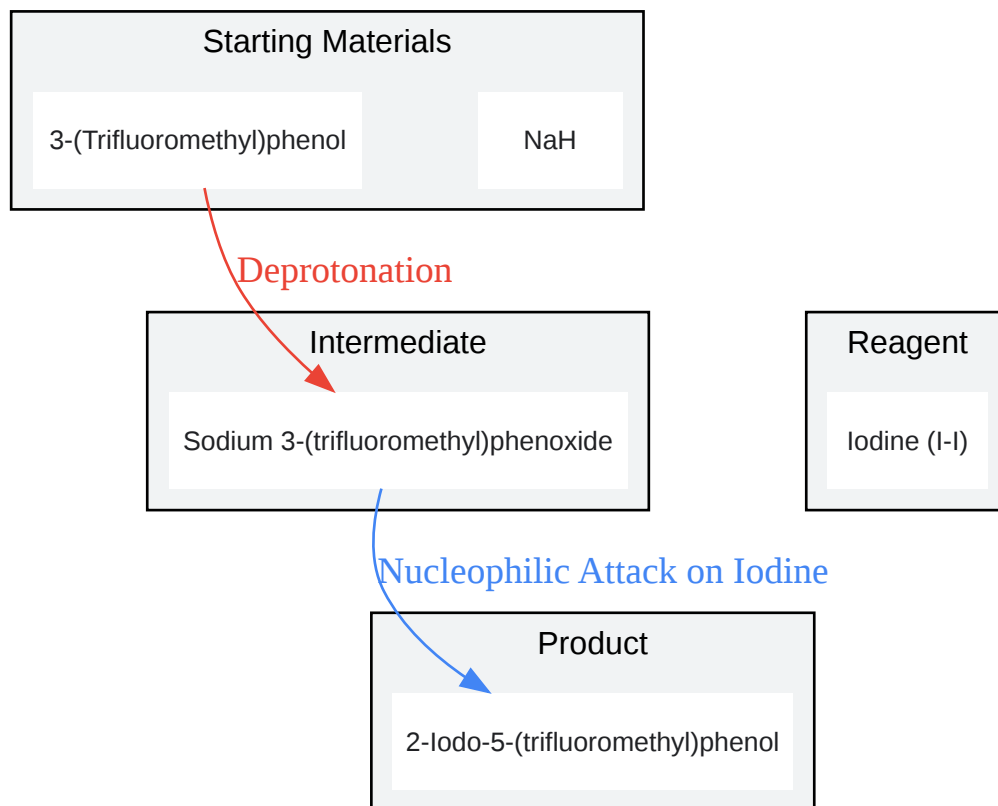 Starting Materials
3-(Trifluoromethyl)phenol
NaH
Deprotonation
Intermediate
Reagent
Sodium 3-(trifluoromethyl)phenoxide
Iodine (I-I)
Nucleophilic Attack on Iodine
Product
2-Iodo-5-(trifluoromethyl)phenol